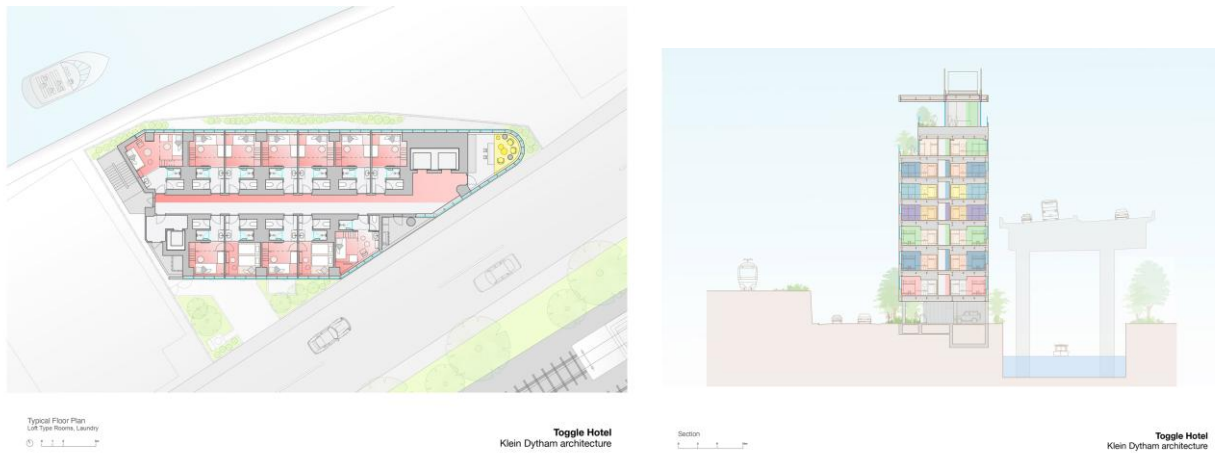 Typical Floor Plan
Loft Type Rooms, Laundry
Toggle Hotel
Klein Dytham architecture
Section
Toggle Hotel
Klein Dytham architecture